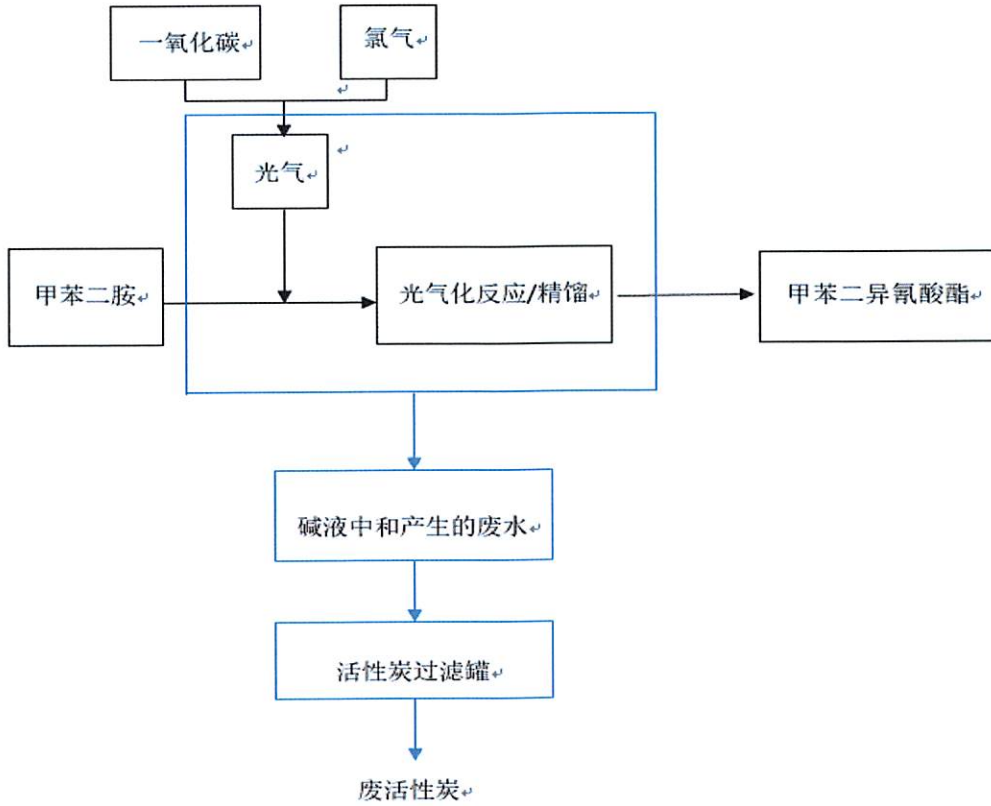 一氧化碳
氯气
光气
甲苯二胺
光气化反应/精馏
甲苯二异氰酸酯
碱液中和产生的废水
活性炭过滤罐
废活性炭